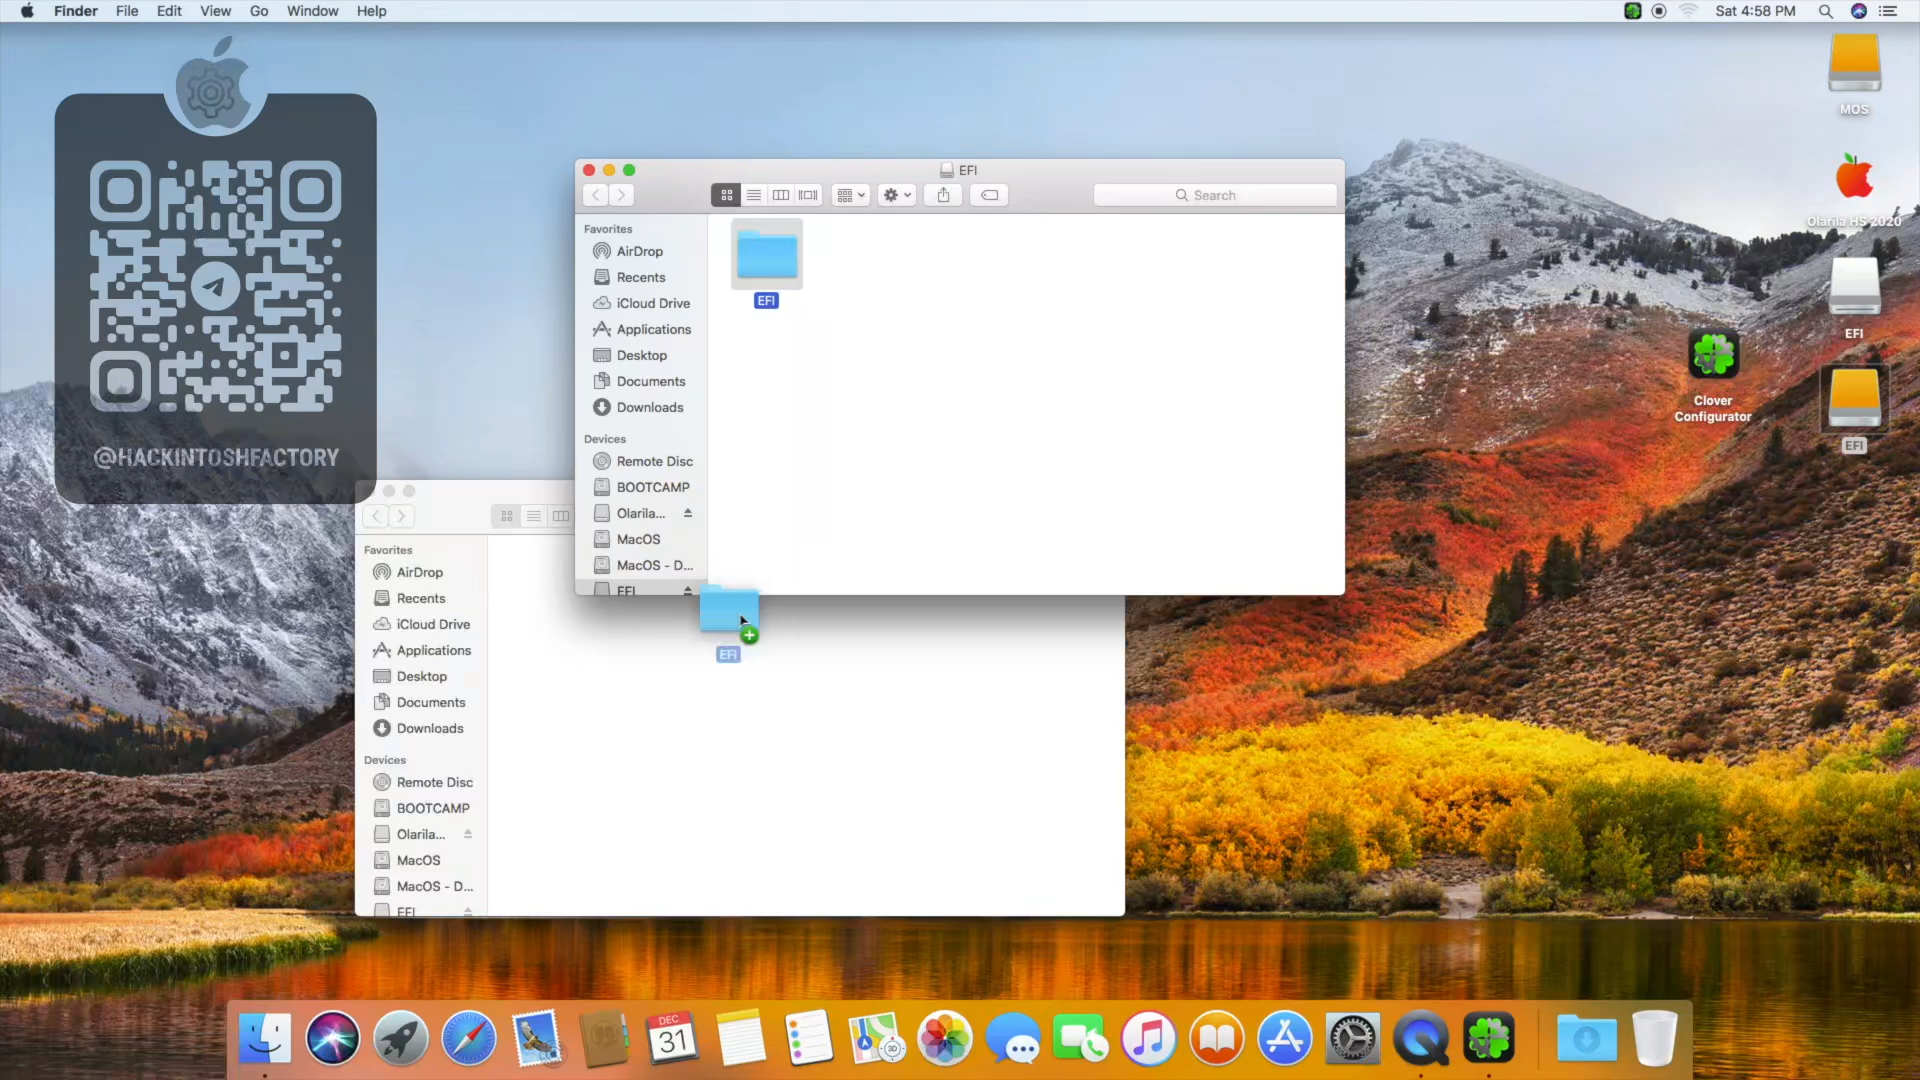 Finder File Edit View Go Window Help
Sat 4:58 PM
MOS
Olarila HS 2020
EFI
EFI
Clover
Configurator
@HACKINTOSHFACTORY
EFI
Search
Favorites
AirDrop
Recents
iCloud Drive
Applications
Desktop
Documents
Downloads
Devices
Remote Disc
BOOTCAMP
Olarila...
MacOS
MacOS - D...
EFI
EFI
EFI
Favorites
AirDrop
Recents
iCloud Drive
Applications
Desktop
Documents
Downloads
Devices
Remote Disc
BOOTCAMP
Olarila...
MacOS
MacOS - D...
EFI
DEC
31
3D